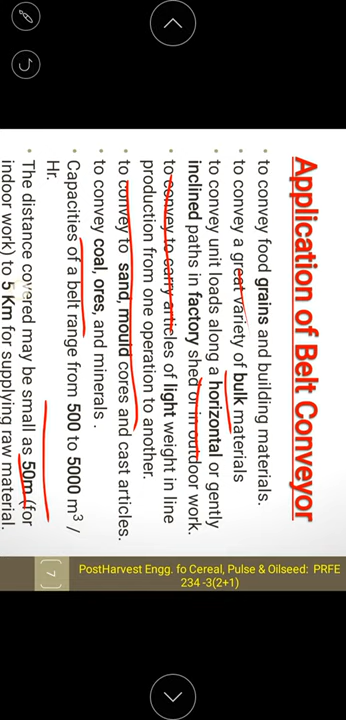 Application of Belt Conveyor
• to convey food grains and building materials.
• to convey a great variety of bulk materials
• to convey unit loads along a horizontal or gently
inclined paths in factory shed or in outdoor work.
• to convey to carry articles of light weight in line
production from one operation to another.
• to convey to sand, mould cores and cast articles.
• to convey coal, ores, and minerals .
• Capacities of a belt range from 500 to 5000 m³ /
Hr.
• The distance covered may be small as 50m (for
indoor work) to 5 Km for supplying raw material.
PostHarvest Engg. fo Cereal, Pulse & Oilseed: PRFE
234 -3(2+1)
7